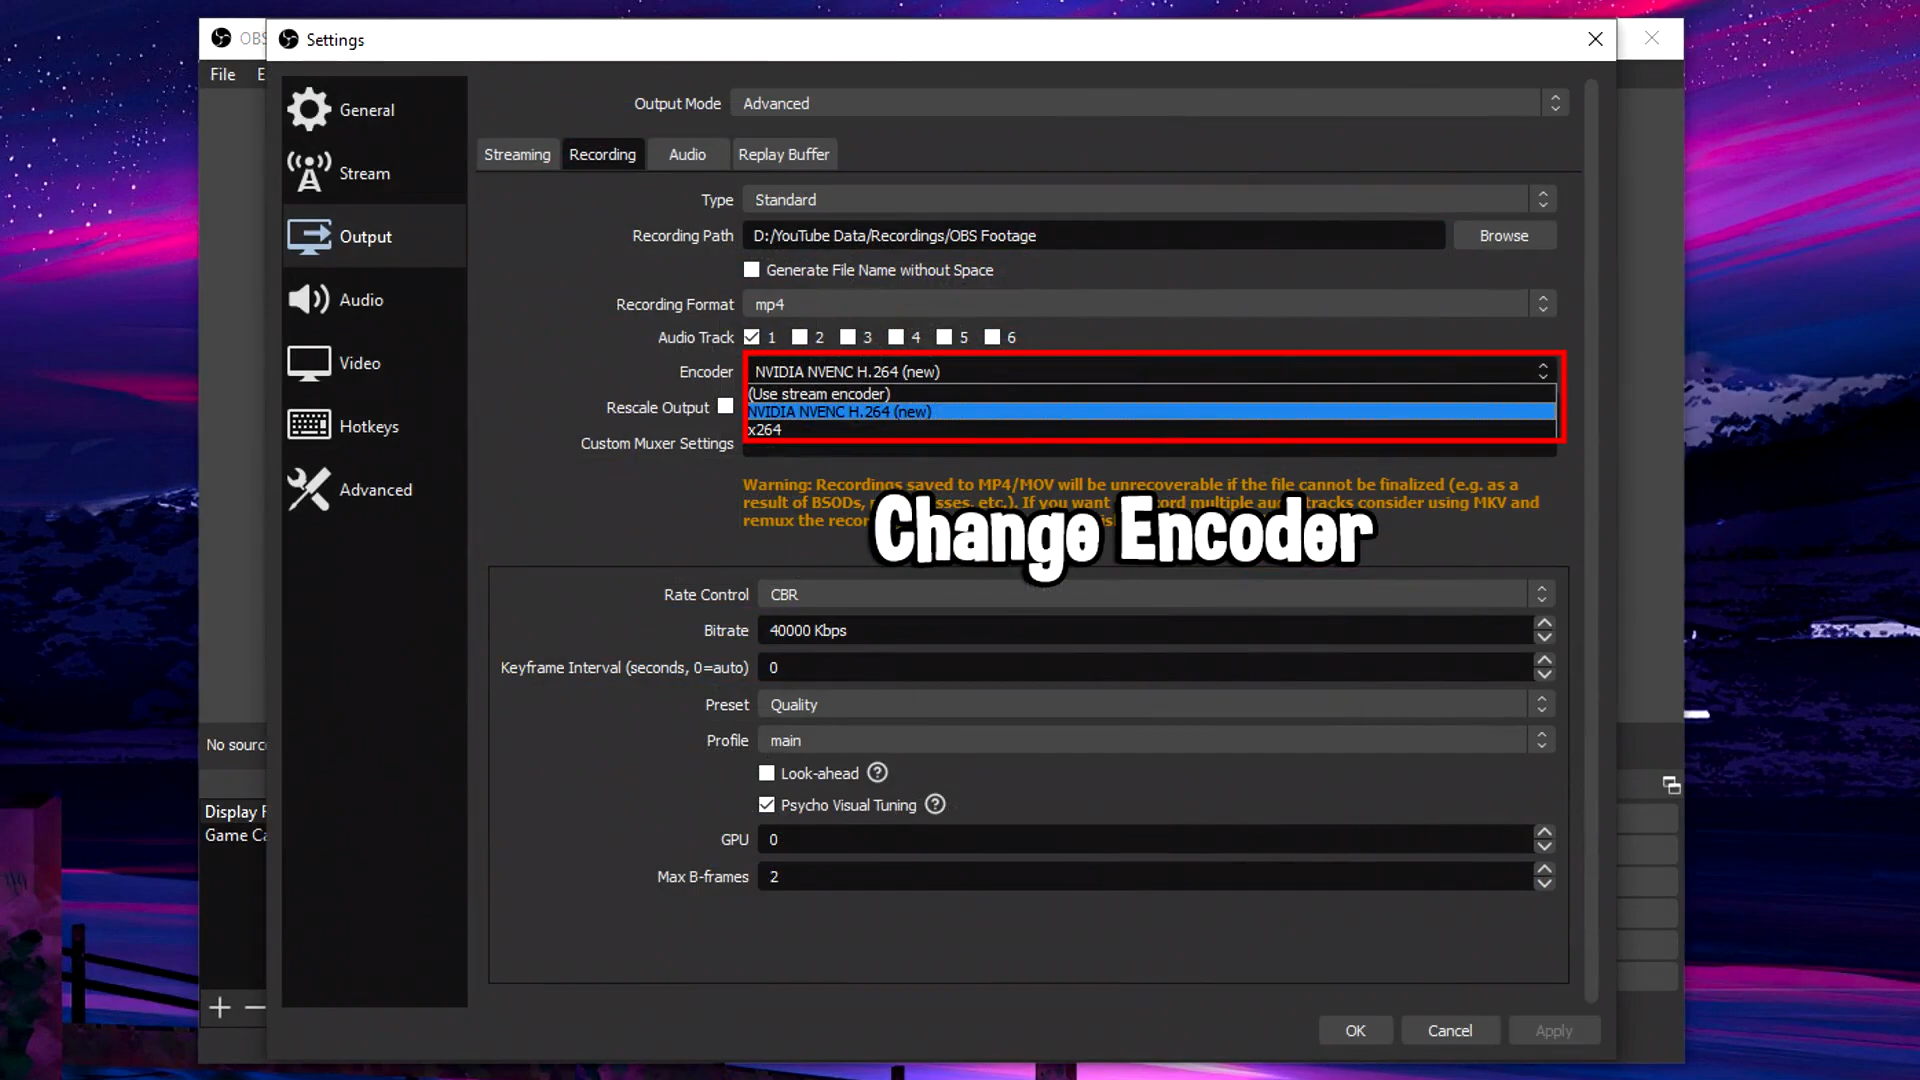 OBS
Settings
File
General
Stream
Output
Audio
Video
Hotkeys
Advanced
Output Mode Advanced
Streaming Recording Audio Replay Buffer
Type Standard
Recording Path D:/YouTube Data/Recordings/OBS Footage Browse
Generate File Name without Space
Recording Format mp4
Audio Track 1 2 3 4 5 6
Encoder NVIDIA NVENC H.264 (new)
(Use stream encoder)
NVIDIA NVENC H.264 (new)
x264
Rescale Output
Custom Muxer Settings
Warning: Recordings saved to MP4/MOV will be unrecoverable if the file cannot be finalized (e.g. as a
result of BSODs, etc.). If you want multiple tracks consider using MKV and
remux the
Change Encoder
Rate Control CBR
Bitrate 40000 Kbps
Keyframe Interval (seconds, 0=auto) 0
Preset Quality
Profile main
Look-ahead
Psycho Visual Tuning
GPU 0
Max B-frames 2
No
Display
Game
OK Cancel Apply